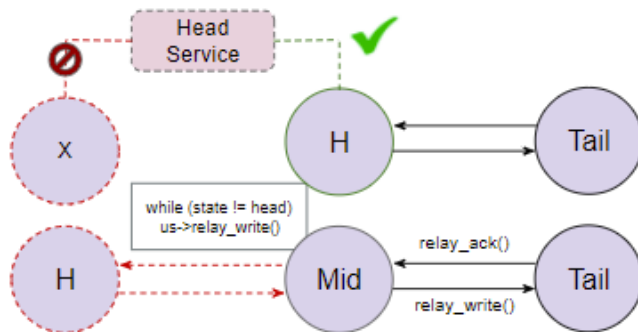 Head
Service
x
H
Tail
while (state != head)
us->relay_write()
H
Mid
relay_ack()
relay_write()
Tail